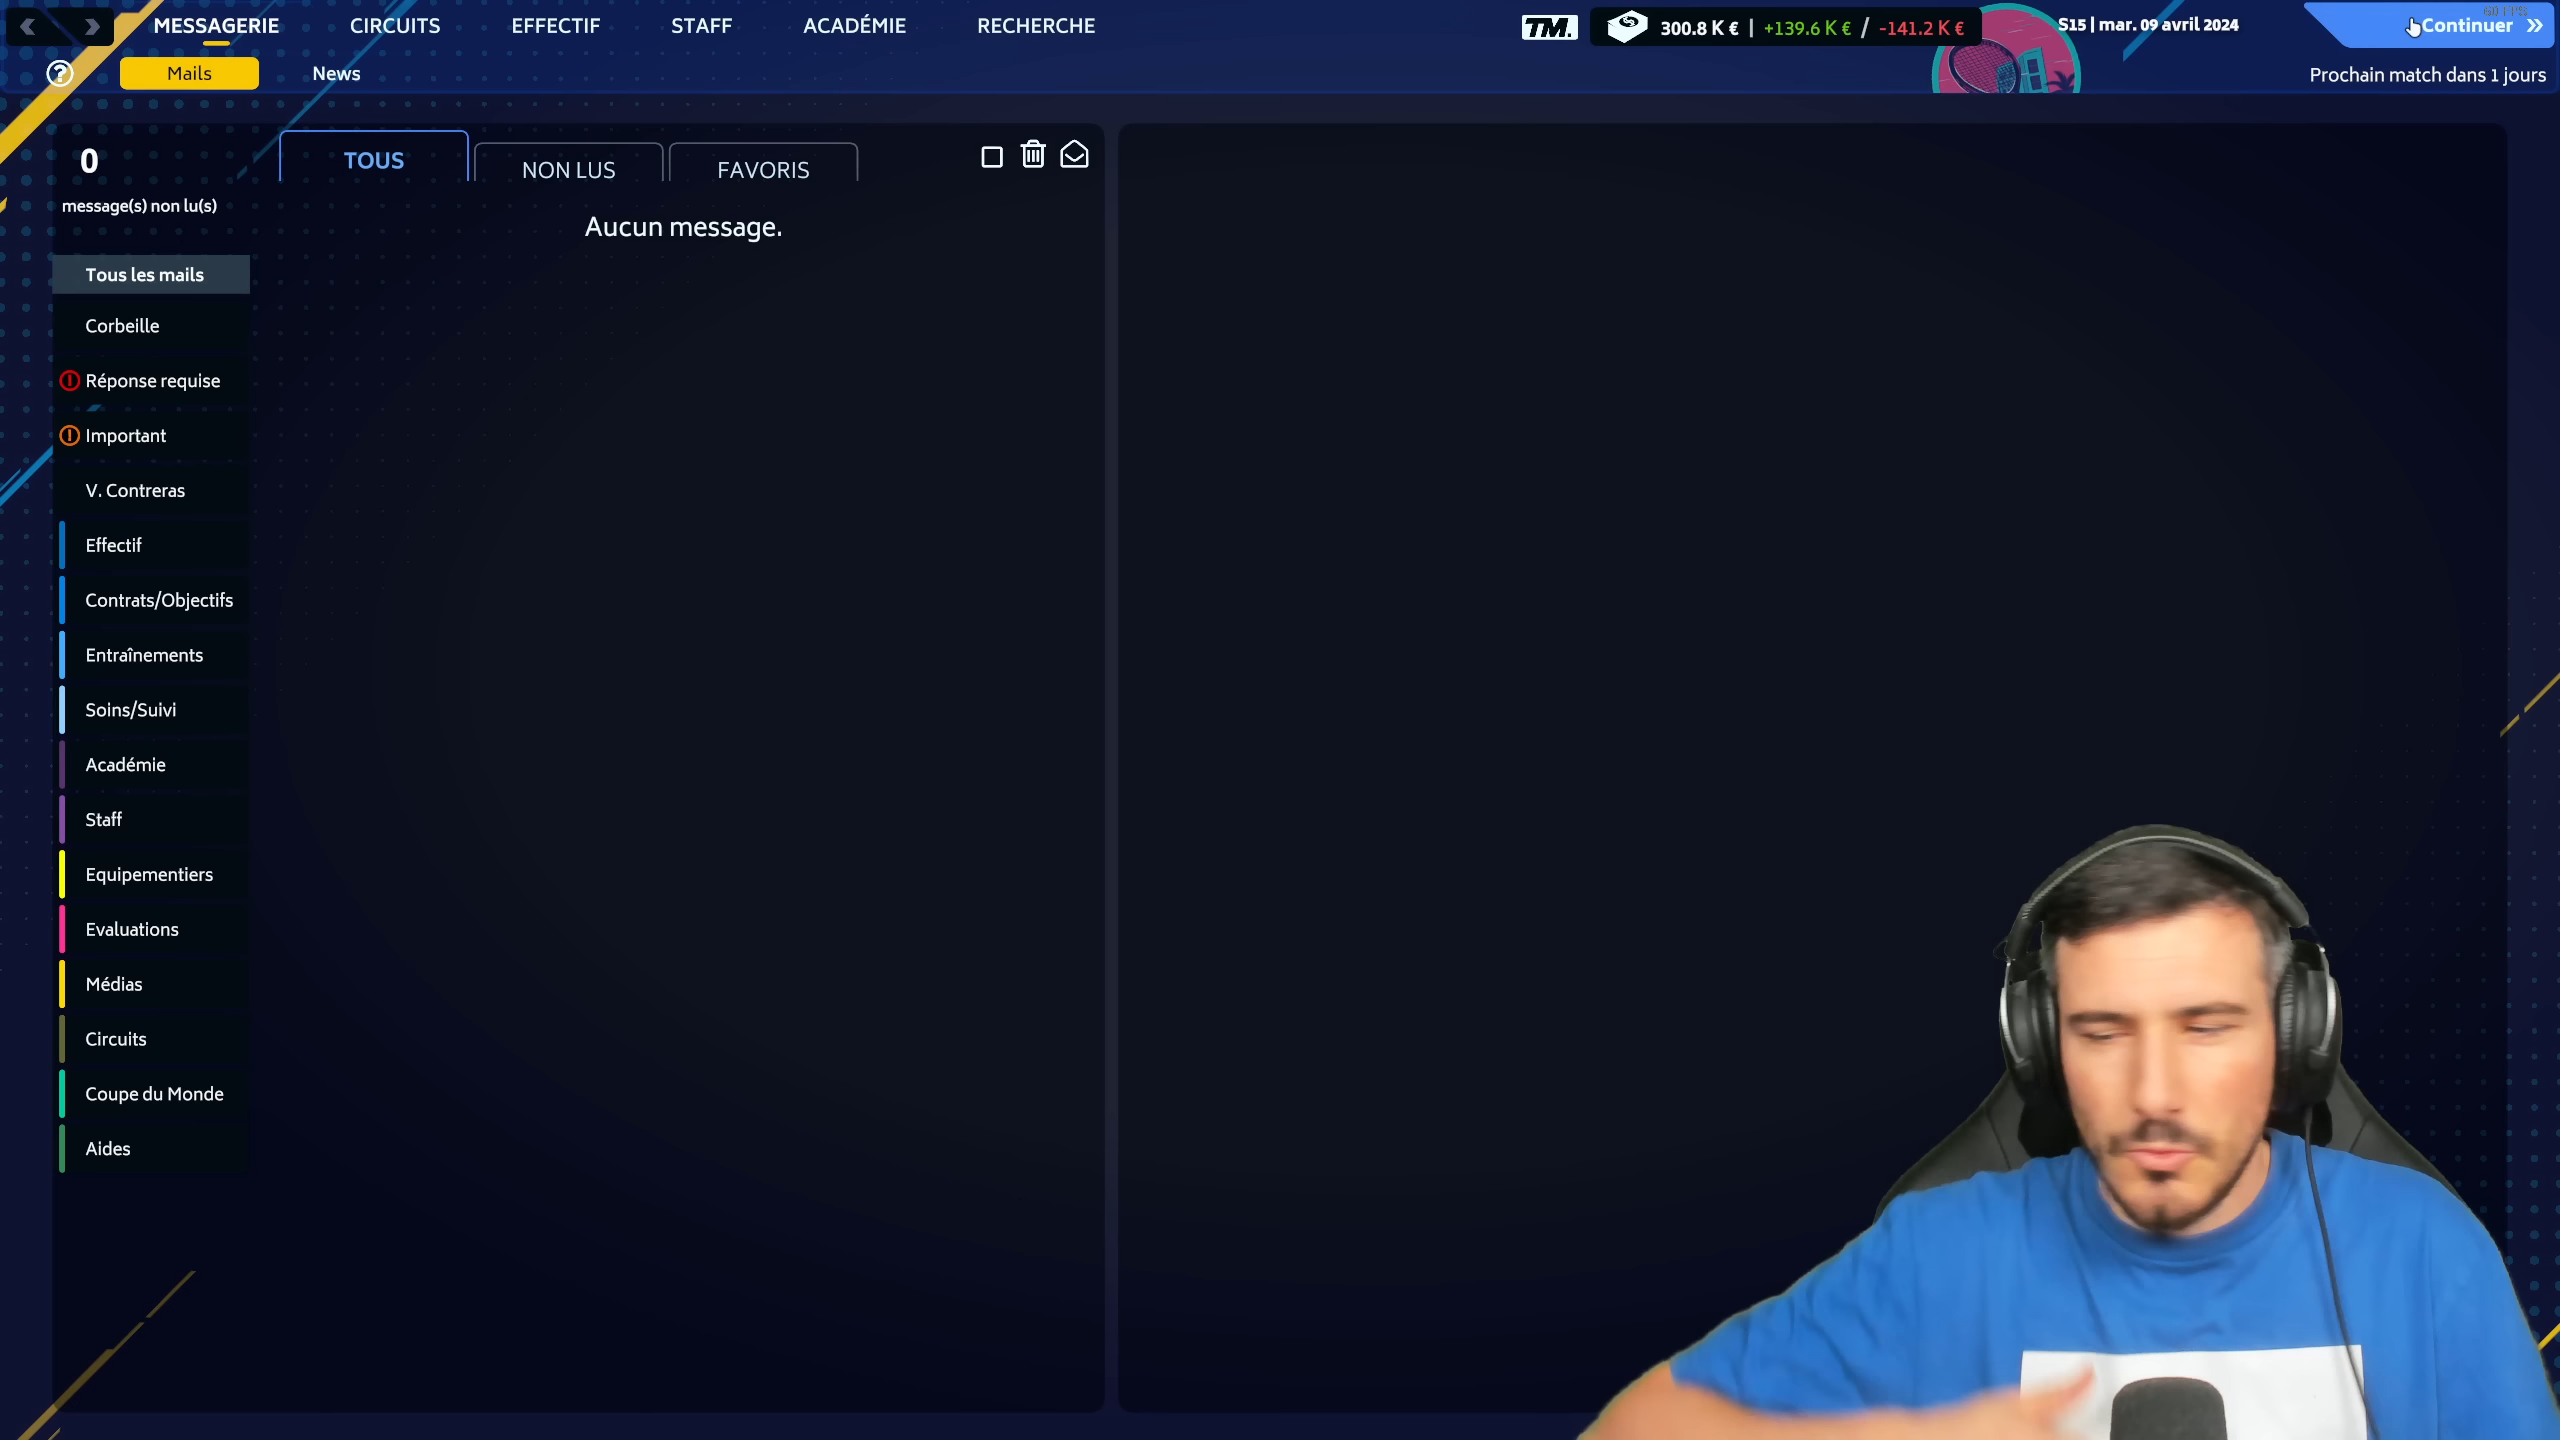 MESSAGERIE
CIRCUITS
EFFECTIF
STAFF
ACADÉMIE
RECHERCHE
TM.
300.8 K € | +139.6 K € / -141.2 K €
S15 | mar. 09 avril 2024
Continuer
Mails
News
Prochain match dans 1 jours
0
message(s) non lu(s)
TOUS
NON LUS
FAVORIS
Aucun message.
Tous les mails
Corbeille
Réponse requise
Important
V. Contreras
Effectif
Contrats/Objectifs
Entraînements
Soins/Suivi
Académie
Staff
Equipementiers
Evaluations
Médias
Circuits
Coupe du Monde
Aides